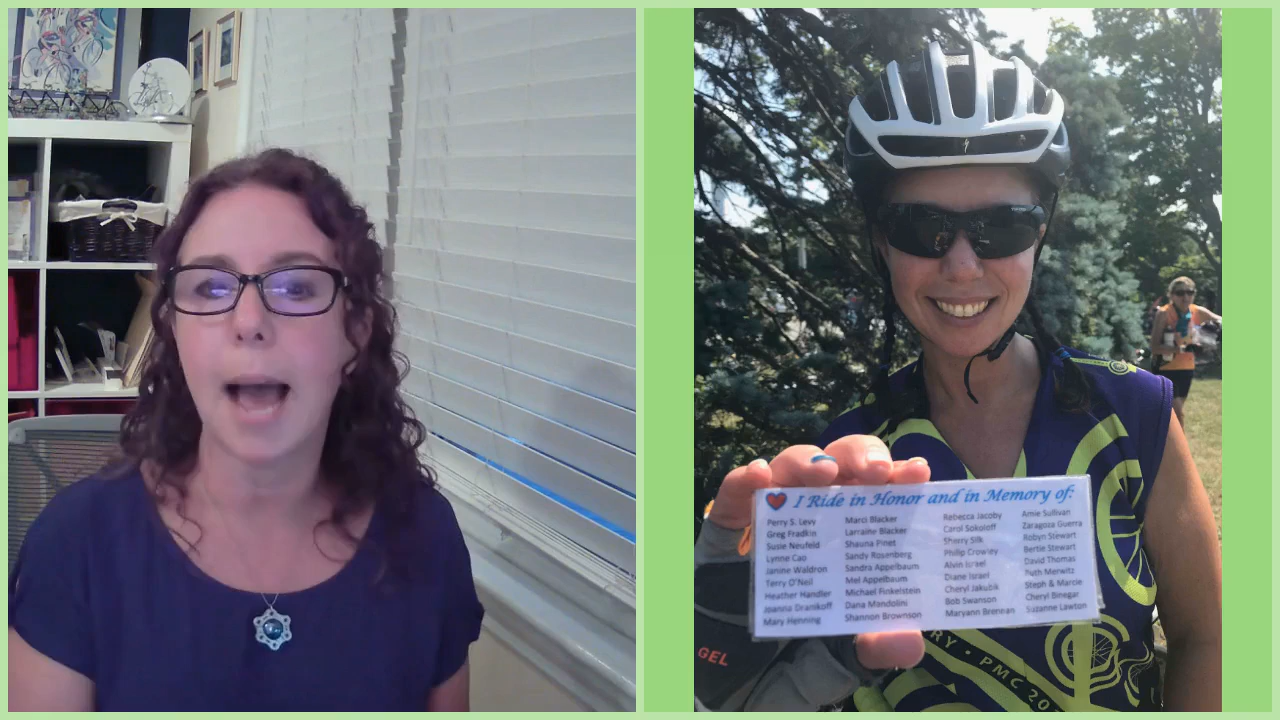 I Ride in Honor and in Memory of:
Perry S. Levy
Greg Fradkin
Susie Neufeld
Lynne Cao
Janine Waldron
Terry O'Neil
Heather Handler
Joanna Dranikoff
Mary Henning
Marci Blacker
Larraine Blacker
Shauna Pinet
Sandy Rosenberg
Sandra Appelbaum
Mel Appelbaum
Michael Finkelstein
Dana Mandolini
Shannon Brownson
Rebecca Jacoby
Carol Sokoloff
Sherry Silk
Philip Crowley
Alvin Israel
Diane Israel
Cheryl Jakubik
Bob Swanson
Maryann Brennan
Amie Sullivan
Zaragoza Guerra
Robyn Stewart
Bertie Stewart
David Thomas
Ruth Merwitz
Steph & Marcie
Cheryl Binegar
Suzanne Lawton
GEL
RY • PMC 20